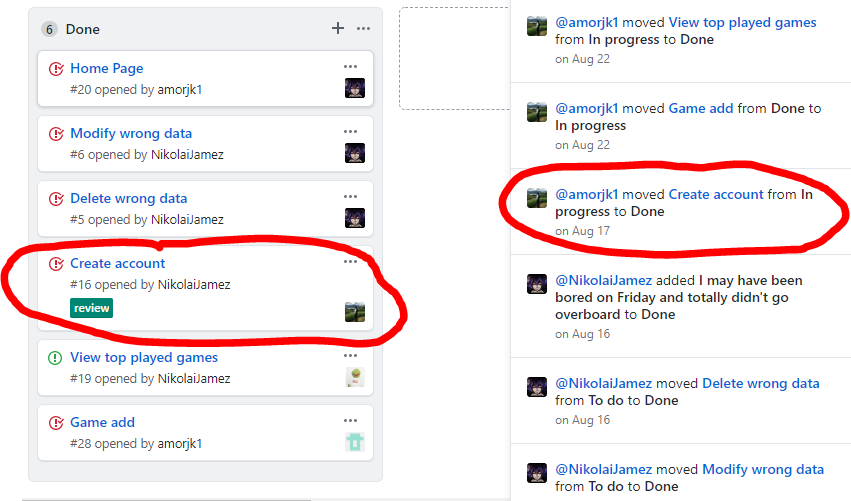 6 Done
Home Page
#20 opened by amorjk1
Modify wrong data
#6 opened by NikolaiJamez
Delete wrong data
#5 opened by NikolaiJamez
Create account
#16 opened by NikolaiJamez
review
View top played games
#19 opened by NikolaiJamez
Game add
#28 opened by amorjk1
@amorjk1 moved View top played games
from In progress to Done
on Aug 22
@amorjk1 moved Game add from Done to
In progress
on Aug 22
@amorjk1 moved Create account from In
progress to Done
on Aug 17
@NikolaiJamez added I may have been
bored on Friday and totally didn't go
overboard to Done
on Aug 16
@NikolaiJamez moved Delete wrong data
from To do to Done
on Aug 16
@NikolaiJamez moved Modify wrong data
from To do to Done